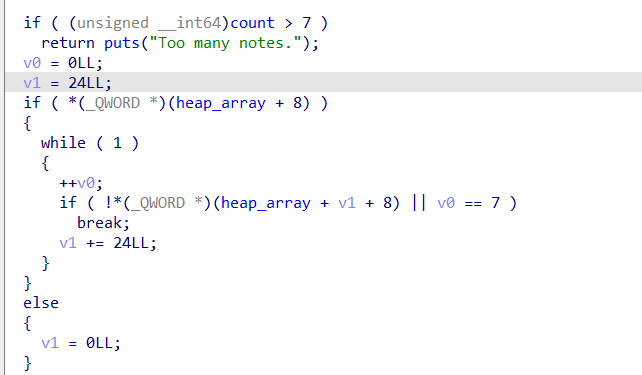 if ( (unsigned __int64)count > 7 )
return puts("Too many notes.");
v0 = 0LL;
v1 = 24LL;
if ( *(_QWORD *)(heap_array + 8) )
{
while ( 1 )
{
++v0;
if ( !*(_QWORD *)(heap_array + v1 + 8) || v0 == 7 )
break;
v1 += 24LL;
}
}
else
{
v1 = 0LL;
}